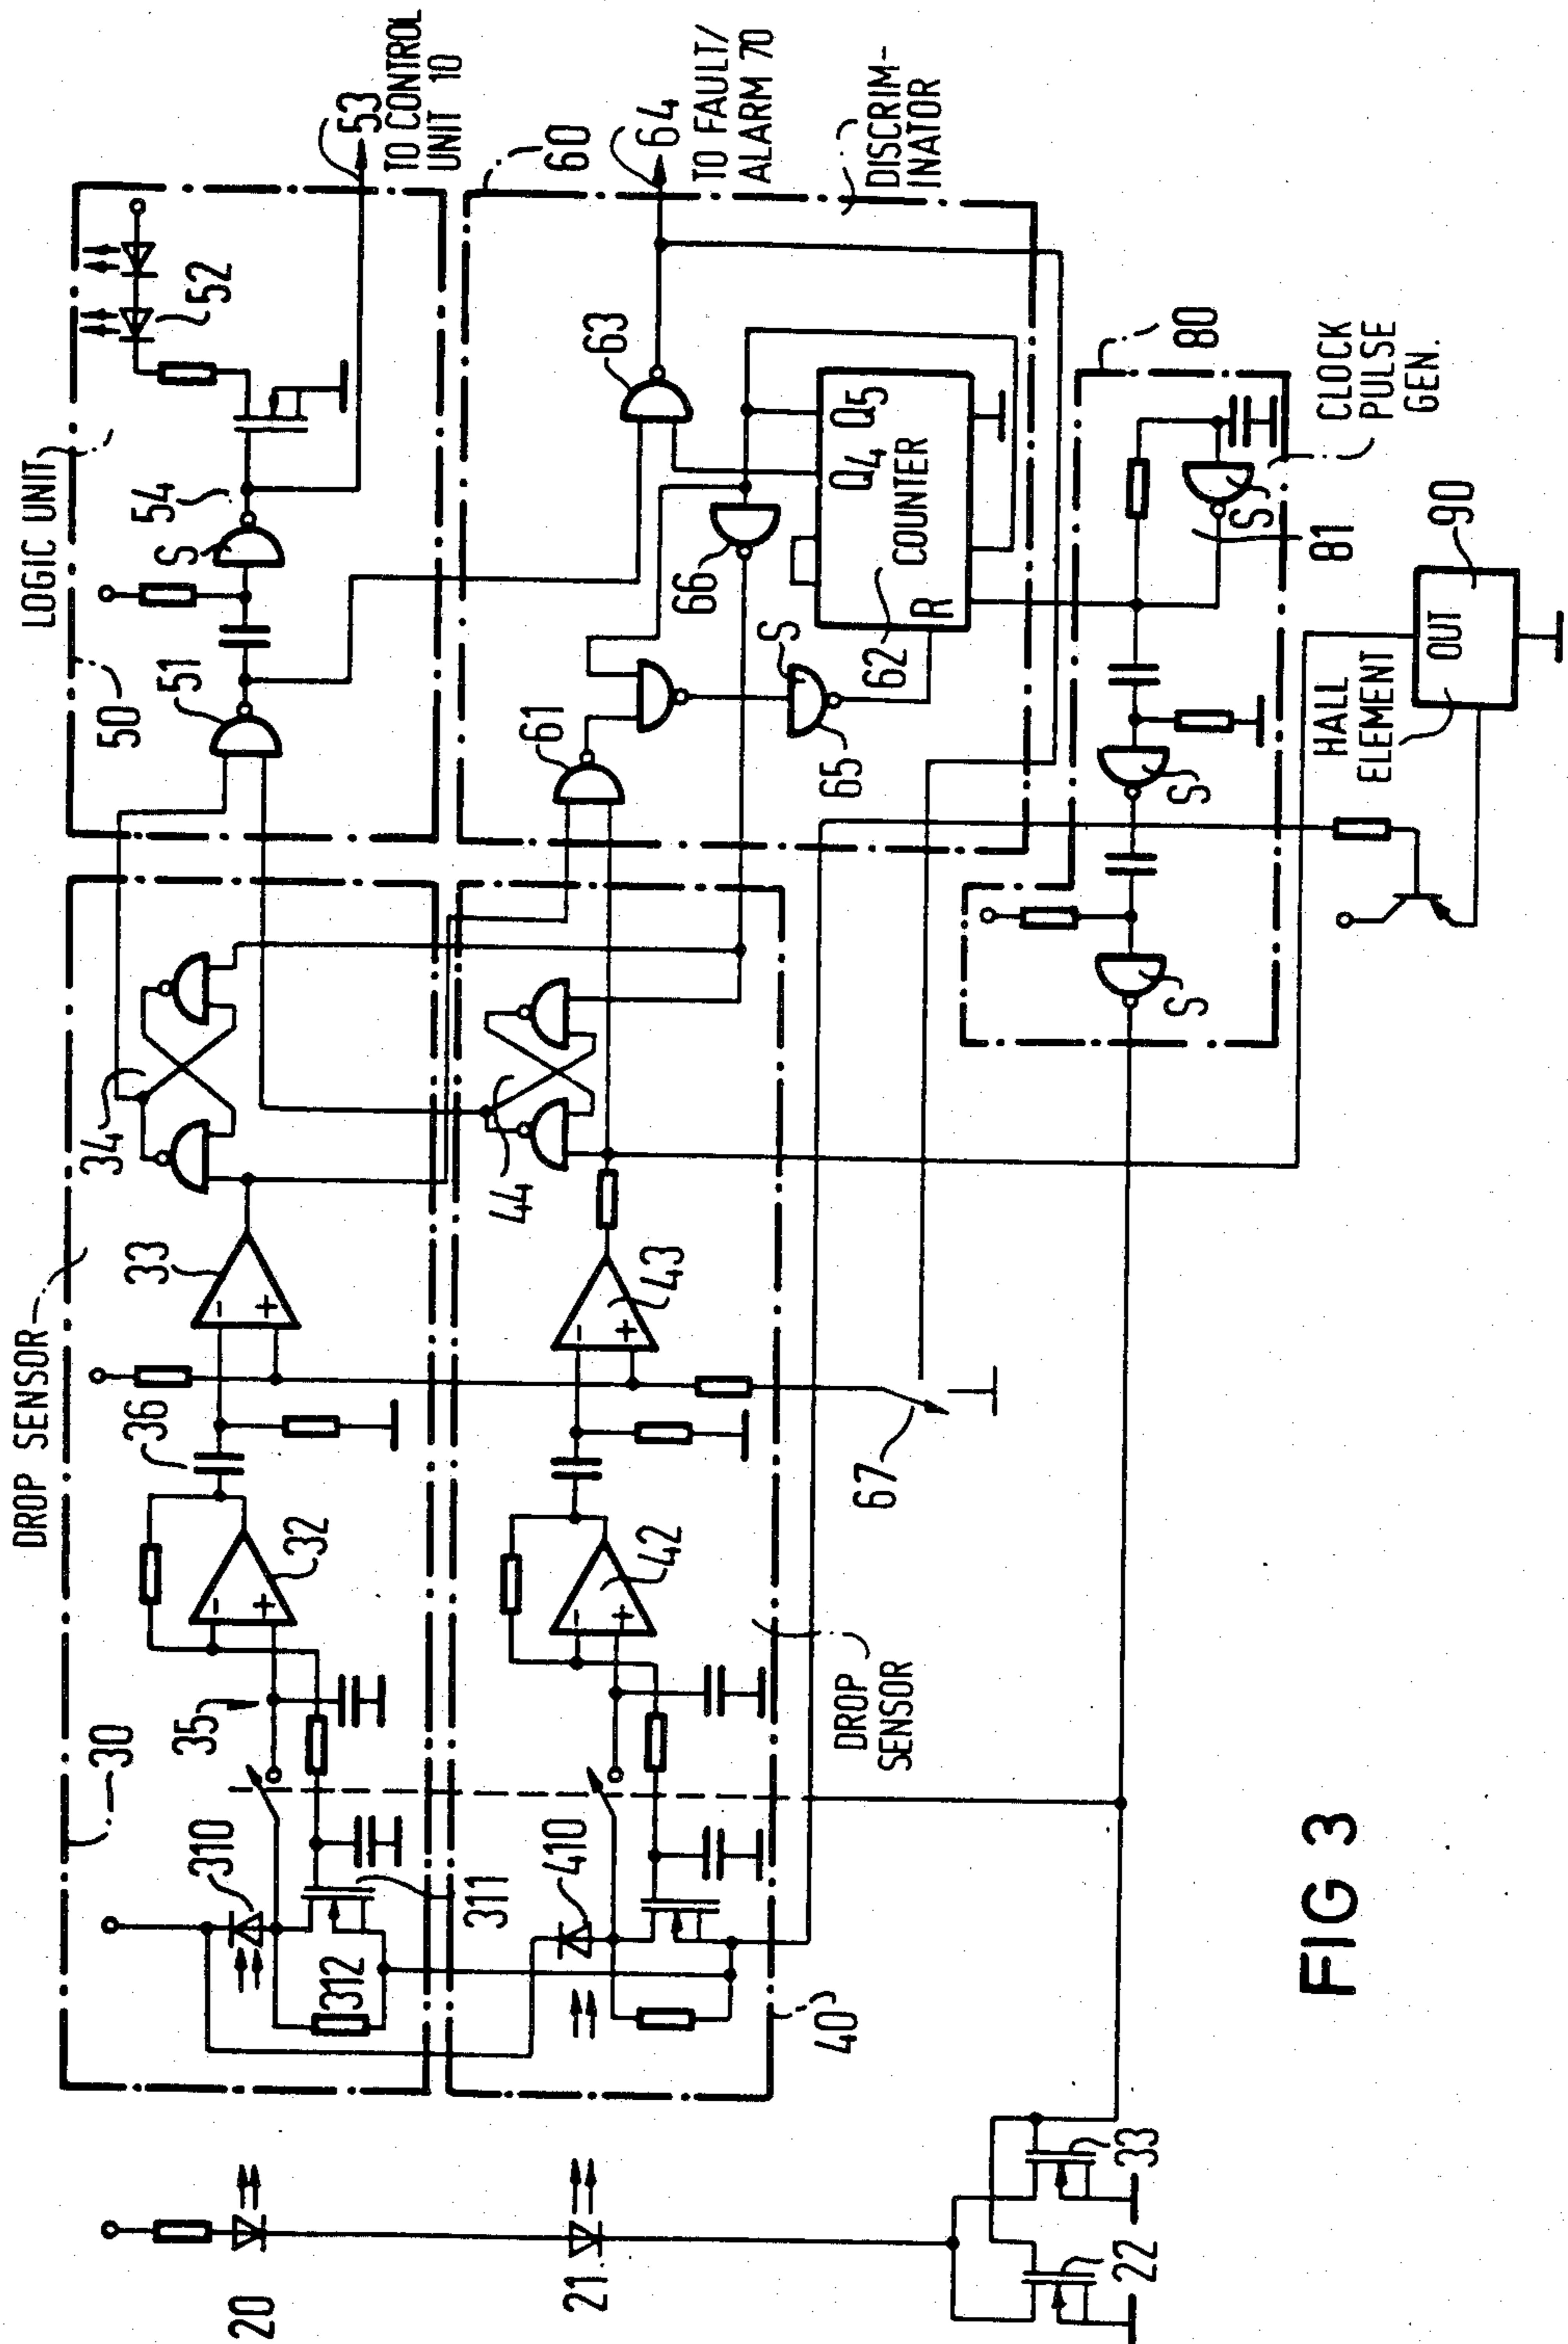 LOGIC UNIT
50
51
S
54
52
53
TO CONTROL
UNIT 10
DROP SENSOR
30
310
311
312
35
32
36
33
34
60
61
63
64
TO FAULT/
ALARM 70
DISCRIM-
INATOR
66
S
65
62
Q4
Q5
COUNTER
R
40
410
42
43
44
DROP
SENSOR
67
80
CLOCK
PULSE
GEN.
81
S
S
S
HALL
ELEMENT
OUT
90
20
21
22
33
-
+
-
+
-
+
-
+
FIG 3